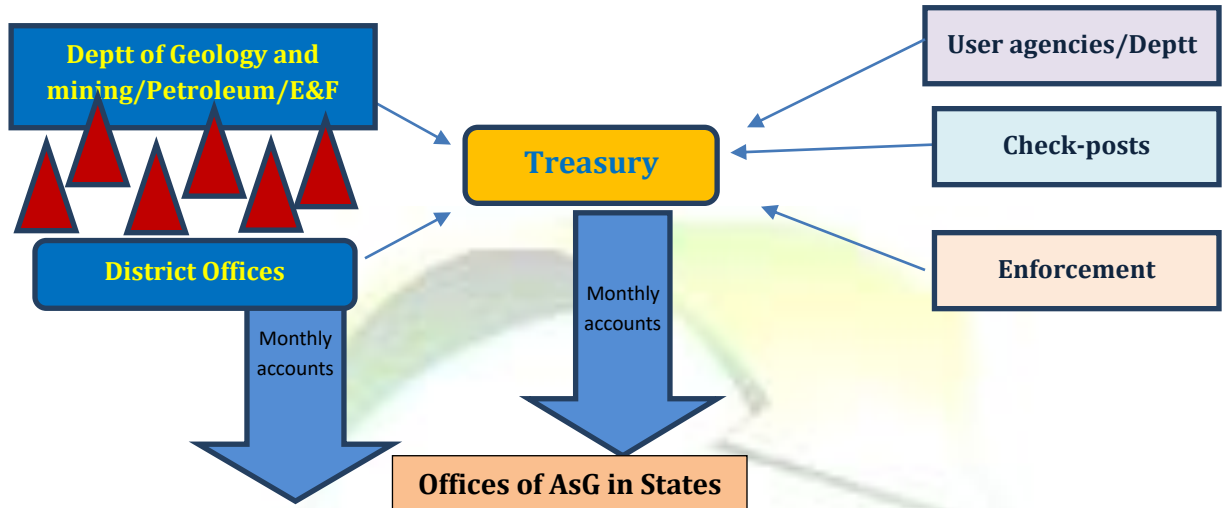 Deptt of Geology and
mining/Petroleum/E&F
User agencies/Deptt
Check-posts
Treasury
District Offices
Enforcement
Monthly
accounts
Monthly
accounts
Offices of AsG in States